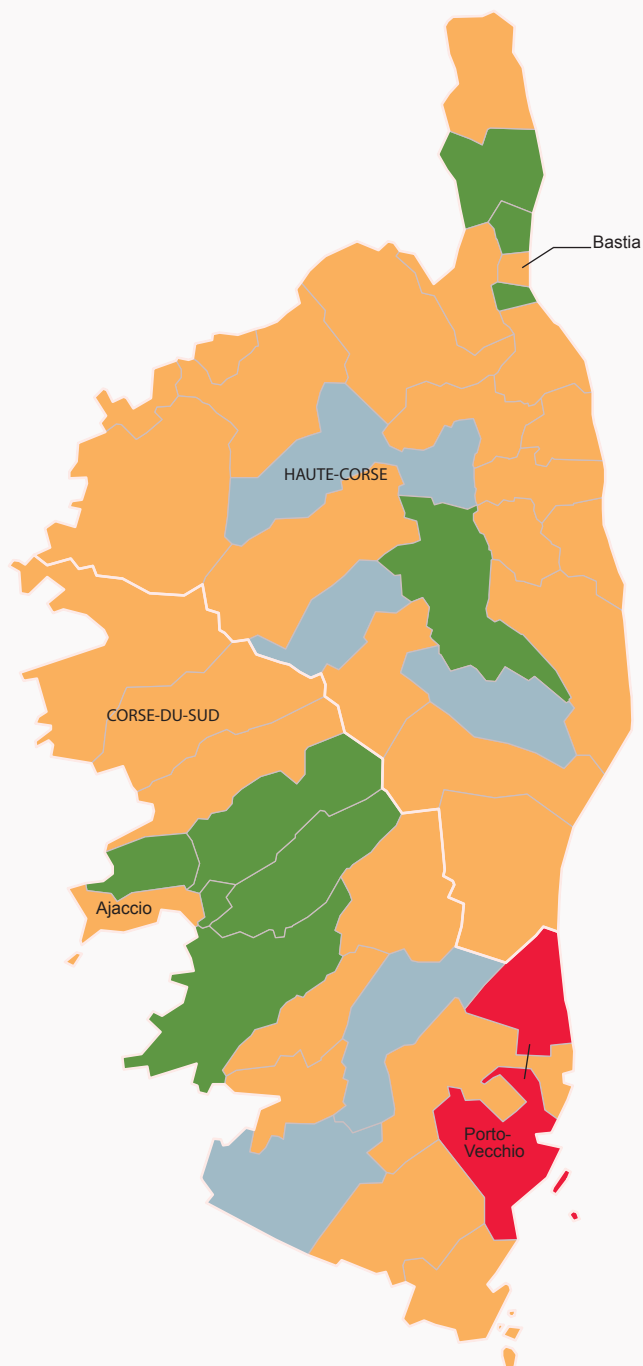 Bastia
HAUTE-CORSE
CORSE-DU-SUD
Ajaccio
Porto-
Vecchio